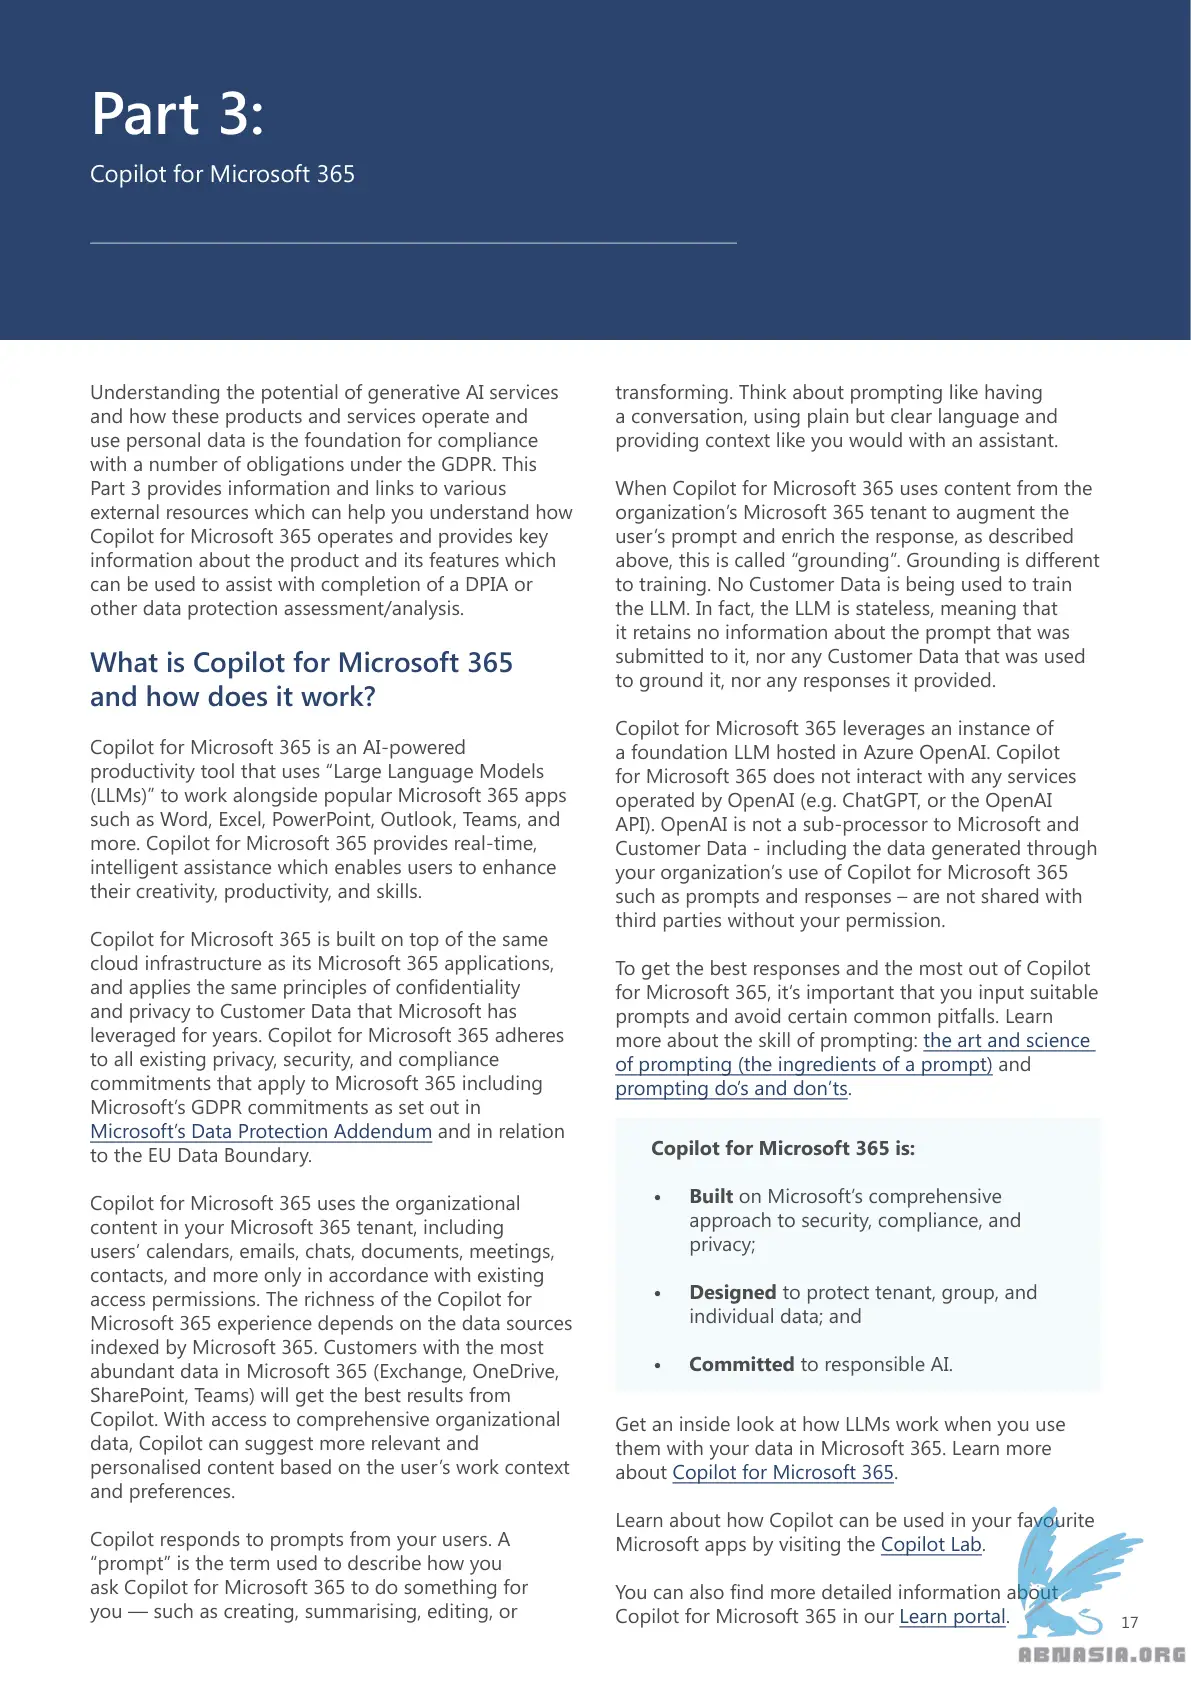 Part 3:
Copilot for Microsoft 365
Understanding the potential of generative AI services
and how these products and services operate and
use personal data is the foundation for compliance
with a number of obligations under the GDPR. This
Part 3 provides information and links to various
external resources which can help you understand how
Copilot for Microsoft 365 operates and provides key
information about the product and its features which
can be used to assist with completion of a DPIA or
other data protection assessment/analysis.
What is Copilot for Microsoft 365
and how does it work?
Copilot for Microsoft 365 is an AI-powered
productivity tool that uses “Large Language Models
(LLMs)” to work alongside popular Microsoft 365 apps
such as Word, Excel, PowerPoint, Outlook, Teams, and
more. Copilot for Microsoft 365 provides real-time,
intelligent assistance which enables users to enhance
their creativity, productivity, and skills.
Copilot for Microsoft 365 is built on top of the same
cloud infrastructure as its Microsoft 365 applications,
and applies the same principles of confidentiality
and privacy to Customer Data that Microsoft has
leveraged for years. Copilot for Microsoft 365 adheres
to all existing privacy, security, and compliance
commitments that apply to Microsoft 365 including
Microsoft’s GDPR commitments as set out in
Microsoft’s Data Protection Addendum and in relation
to the EU Data Boundary.
Copilot for Microsoft 365 uses the organizational
content in your Microsoft 365 tenant, including
users’ calendars, emails, chats, documents, meetings,
contacts, and more only in accordance with existing
access permissions. The richness of the Copilot for
Microsoft 365 experience depends on the data sources
indexed by Microsoft 365. Customers with the most
abundant data in Microsoft 365 (Exchange, OneDrive,
SharePoint, Teams) will get the best results from
Copilot. With access to comprehensive organizational
data, Copilot can suggest more relevant and
personalised content based on the user’s work context
and preferences.
Copilot responds to prompts from your users. A
“prompt” is the term used to describe how you
ask Copilot for Microsoft 365 to do something for
you — such as creating, summarising, editing, or
transforming. Think about prompting like having
a conversation, using plain but clear language and
providing context like you would with an assistant.
When Copilot for Microsoft 365 uses content from the
organization’s Microsoft 365 tenant to augment the
user’s prompt and enrich the response, as described
above, this is called “grounding”. Grounding is different
to training. No Customer Data is being used to train
the LLM. In fact, the LLM is stateless, meaning that
it retains no information about the prompt that was
submitted to it, nor any Customer Data that was used
to ground it, nor any responses it provided.
Copilot for Microsoft 365 leverages an instance of
a foundation LLM hosted in Azure OpenAI. Copilot
for Microsoft 365 does not interact with any services
operated by OpenAI (e.g. ChatGPT, or the OpenAI
API). OpenAI is not a sub-processor to Microsoft and
Customer Data - including the data generated through
your organization’s use of Copilot for Microsoft 365
such as prompts and responses – are not shared with
third parties without your permission.
To get the best responses and the most out of Copilot
for Microsoft 365, it’s important that you input suitable
prompts and avoid certain common pitfalls. Learn
more about the skill of prompting: the art and science
of prompting (the ingredients of a prompt) and
prompting do’s and don’ts.
Copilot for Microsoft 365 is:
• Built on Microsoft’s comprehensive
approach to security, compliance, and
privacy;
• Designed to protect tenant, group, and
individual data; and
• Committed to responsible AI.
Get an inside look at how LLMs work when you use
them with your data in Microsoft 365. Learn more
about Copilot for Microsoft 365.
Learn about how Copilot can be used in your favourite
Microsoft apps by visiting the Copilot Lab.
You can also find more detailed information about
Copilot for Microsoft 365 in our Learn portal.
17
ABNASIA.ORG